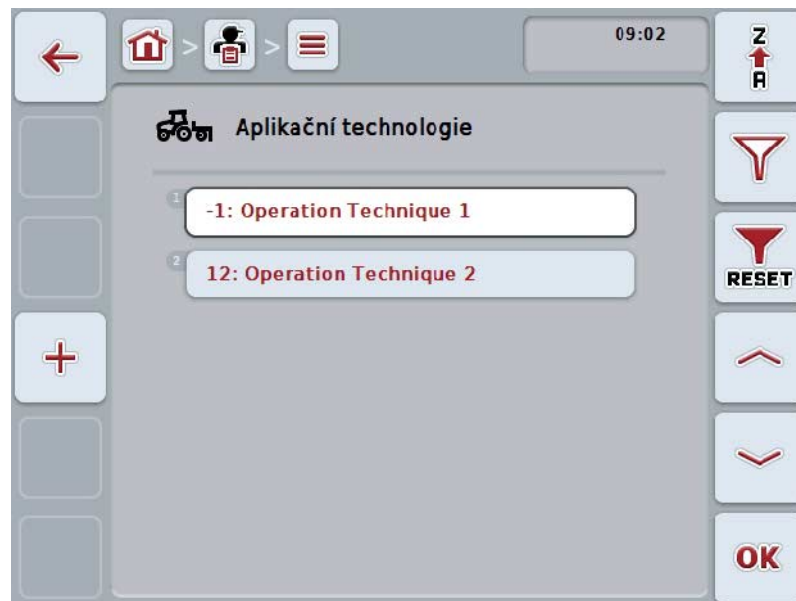 > >
09:02
Z
A
Aplikační technologie
1
-1: Operation Technique 1
2
12: Operation Technique 2
RESET
OK